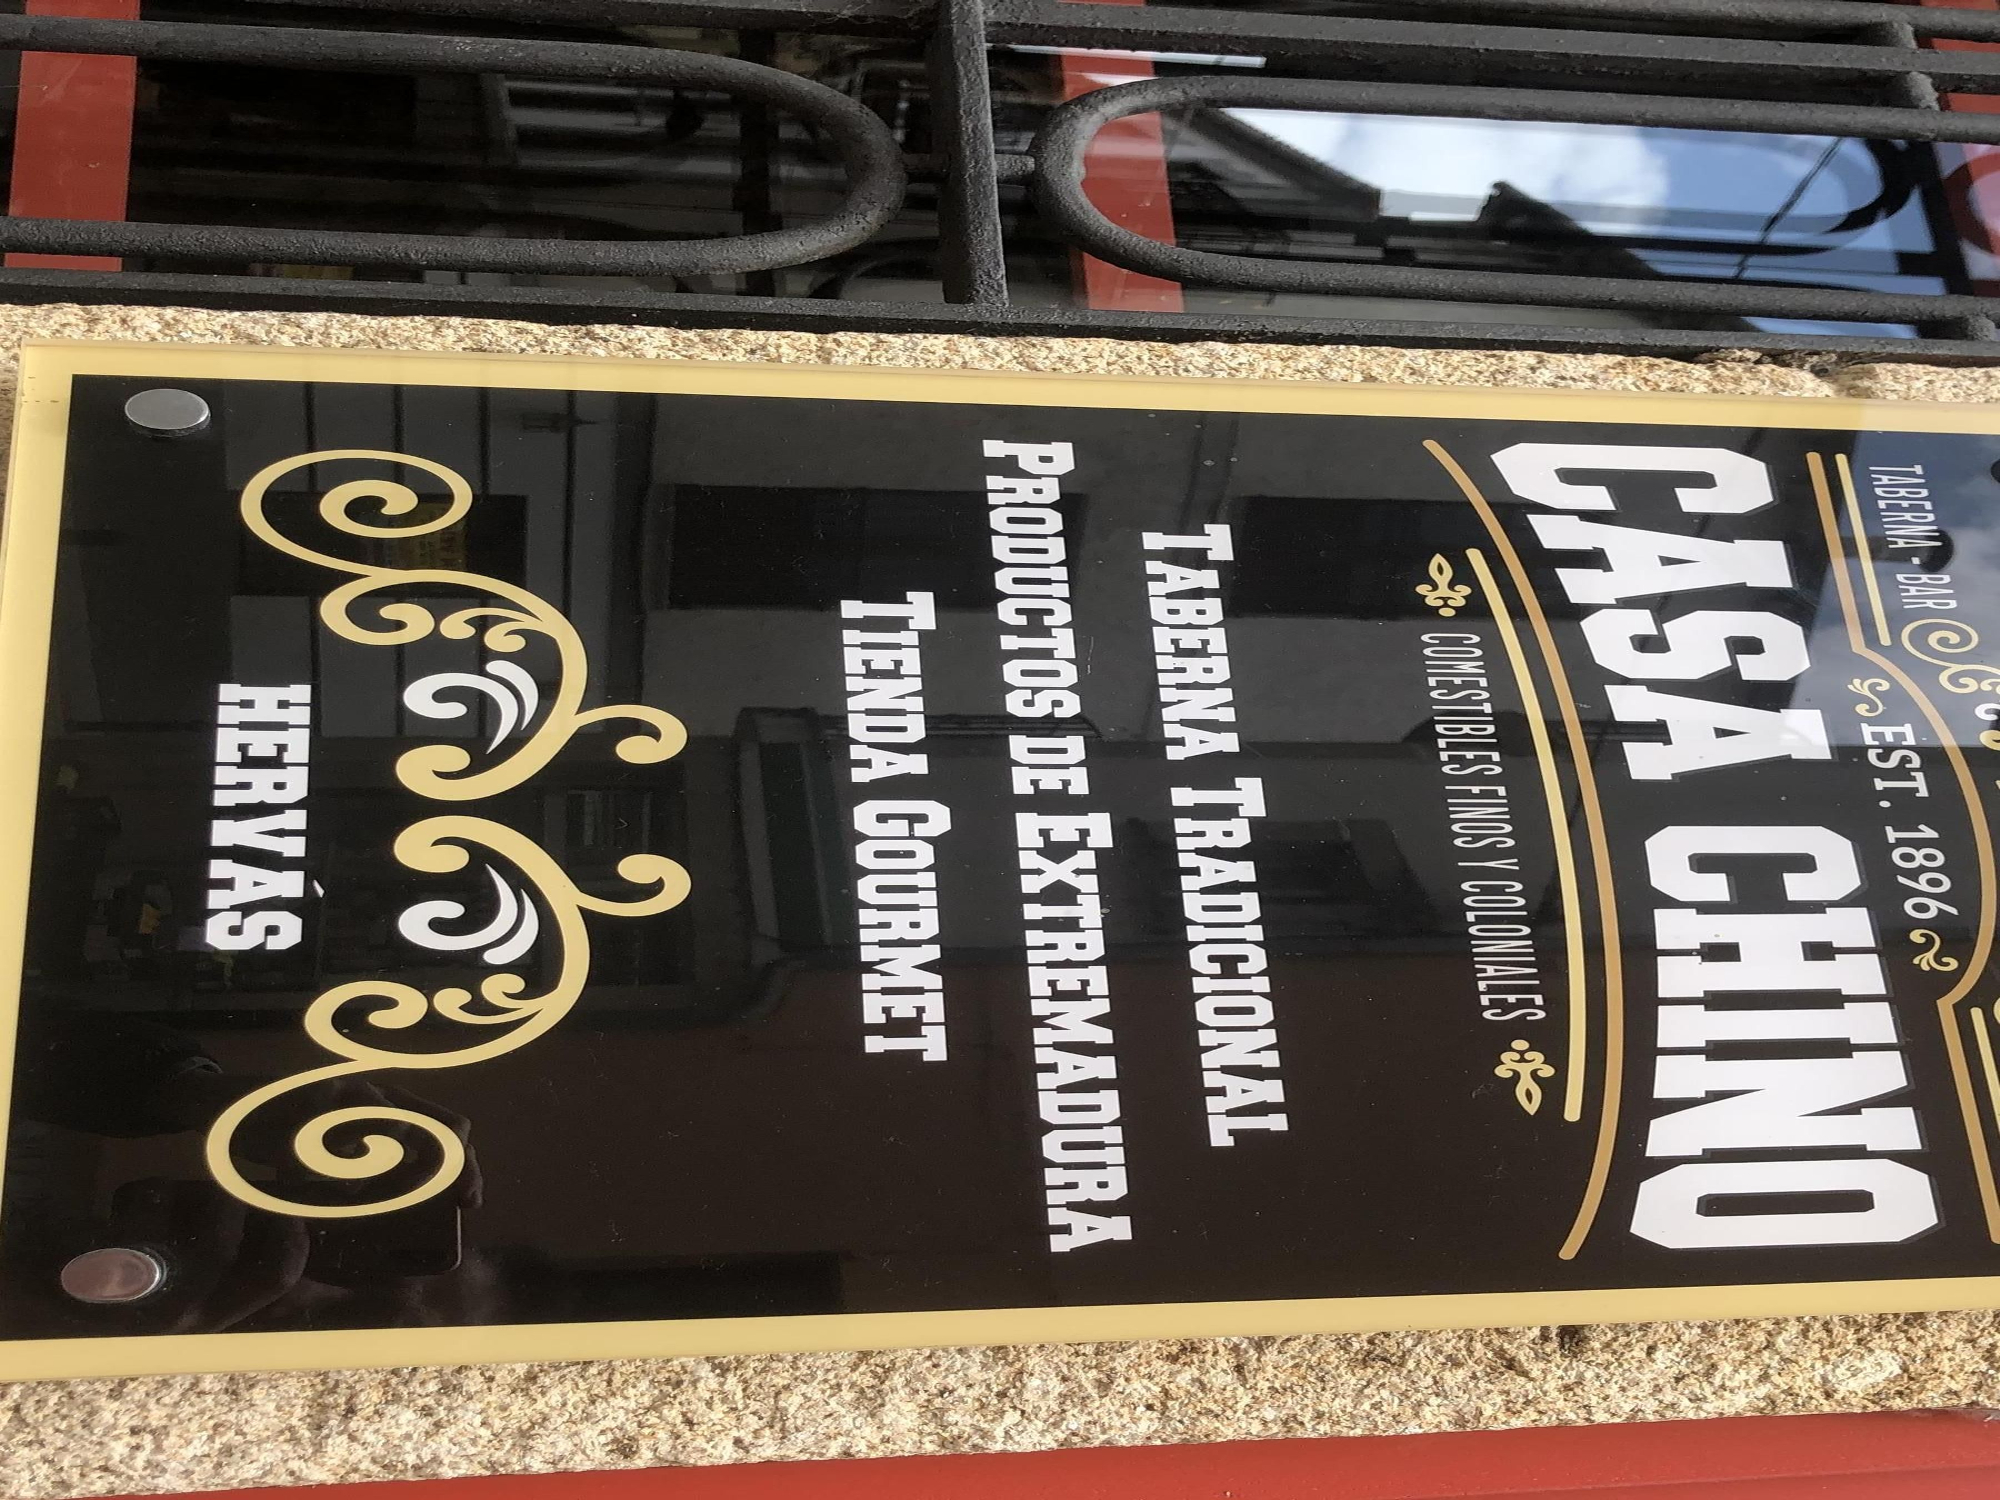 TABERNA - BAR
EST. 1896
CASA CHINO
COMESTIBLES FINOS Y COLONIALES
TABERNA TRADICIONAL
PRODUCTOS DE EXTREMADURA
TIENDA GOURMET
HERVÁS